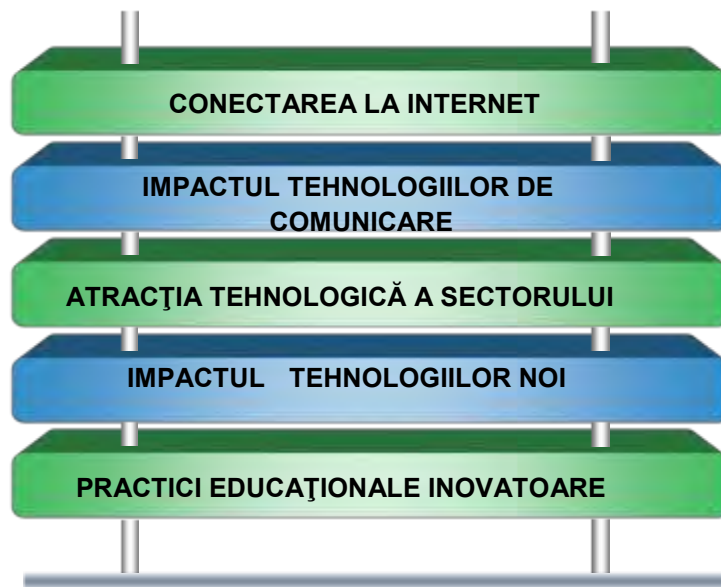 CONECTAREA LA INTERNET
IMPACTUL TEHNOLOGIILOR DE
COMUNICARE
ATRACŢIA TEHNOLOGICĂ A SECTORULUI
IMPACTUL TEHNOLOGIILOR NOI
PRACTICI EDUCAŢIONALE INOVATOARE